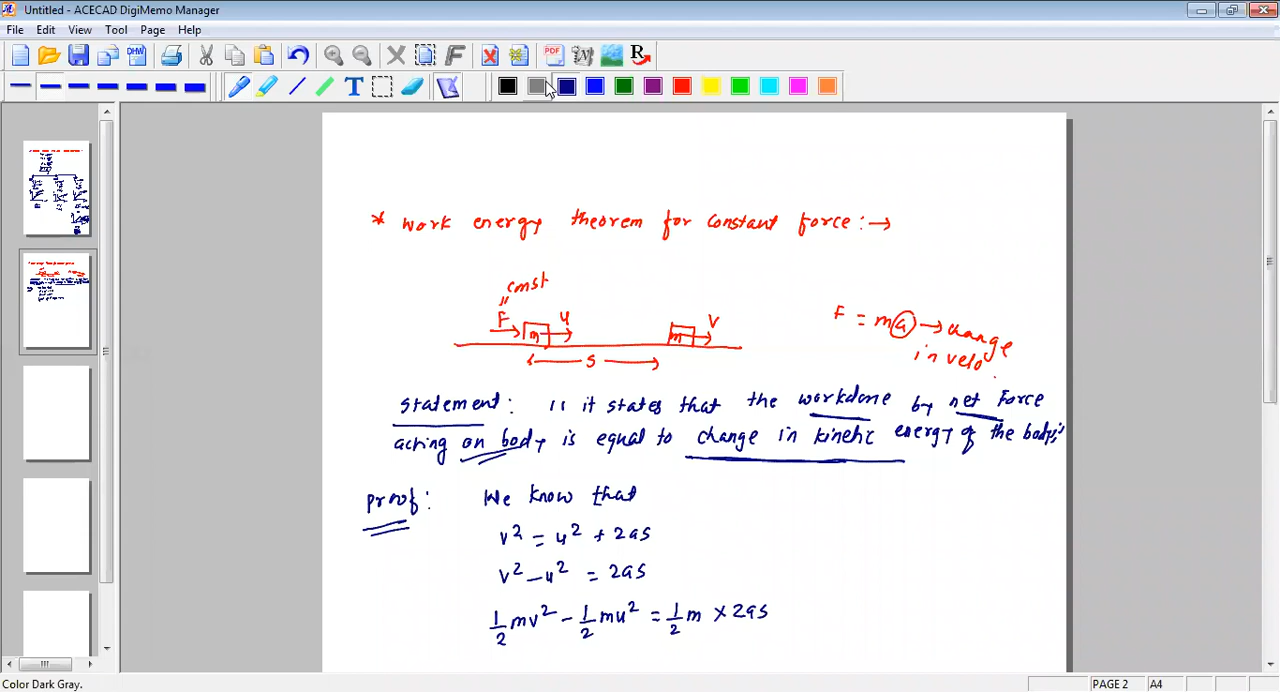 Untitled - ACECAD DigiMemo Manager
File Edit View Tool Page Help
* work energy theorem for constant force :→
const
F
m
u
m
v
s
F = ma → change
in velo.
statement: " it states that the workdone by net Force
acting on body is equal to change in kinetic energy of the body"
Proof: We know that
v² = u² + 2as
v² - u² = 2as
1/2 mv² - 1/2 mu² = 1/2 m × 2as
Color Dark Gray.
PAGE 2 A4